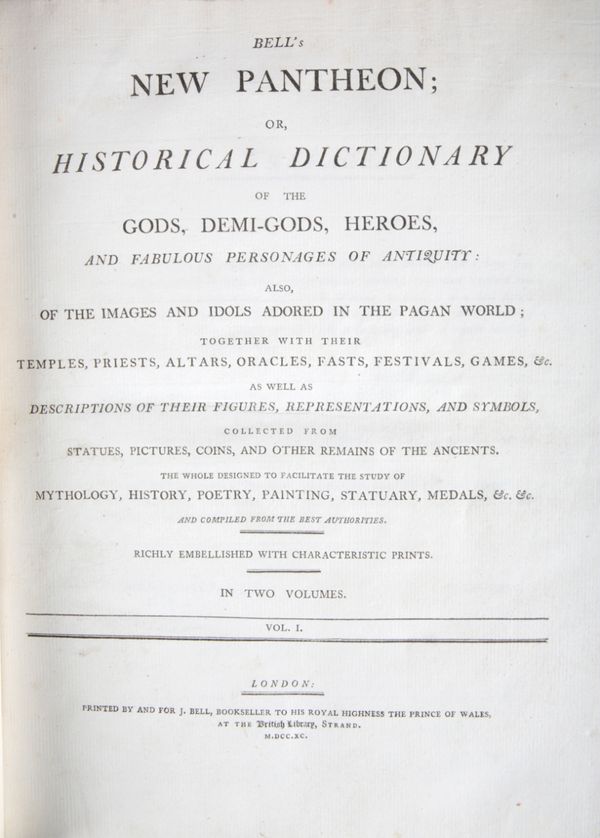 BELL's
NEW PANTHEON;
OR,
HISTORICAL DICTIONARY
OF THE
GODS, DEMI-GODS, HEROES,
AND FABULOUS PERSONAGES OF ANTIQUITY:
ALSO,
OF THE IMAGES AND IDOLS ADORED IN THE PAGAN WORLD;
TOGETHER WITH THEIR
TEMPLES, PRIESTS, ALTARS, ORACLES, FASTS, FESTIVALS, GAMES, &c.
AS WELL AS
DESCRIPTIONS OF THEIR FIGURES, REPRESENTATIONS, AND SYMBOLS,
COLLECTED FROM
STATUES, PICTURES, COINS, AND OTHER REMAINS OF THE ANCIENTS.
THE WHOLE DESIGNED TO FACILITATE THE STUDY OF
MYTHOLOGY, HISTORY, POETRY, PAINTING, STATUARY, MEDALS, &c. &c.
AND COMPILED FROM THE BEST AUTHORITIES.
RICHLY EMBELLISHED WITH CHARACTERISTIC PRINTS.
IN TWO VOLUMES.
VOL. I.
LONDON:
PRINTED BY AND FOR J. BELL, BOOKSELLER TO HIS ROYAL HIGHNESS THE PRINCE OF WALES,
AT THE British Library, STRAND.
M.DCC.XC.